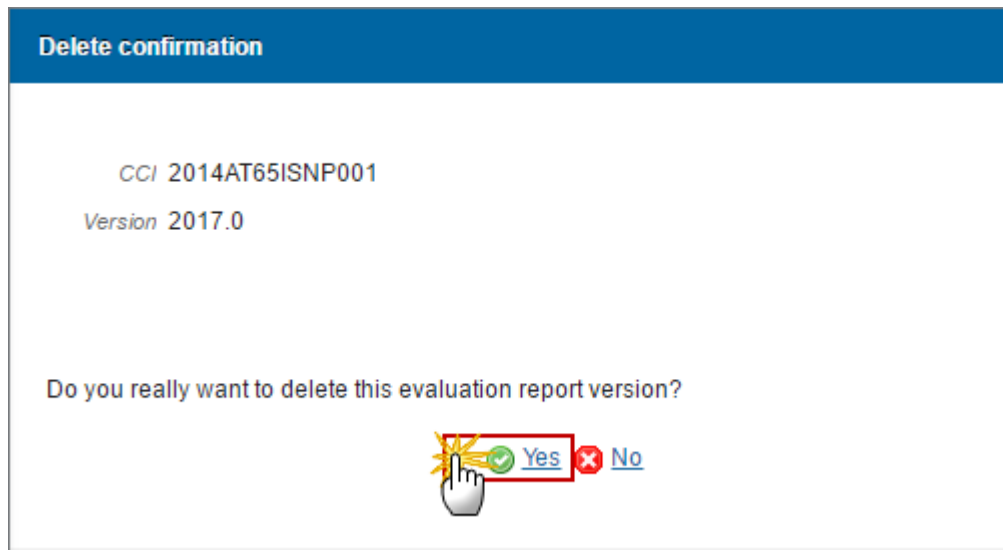 Delete confirmation
CCI 2014AT65ISNP001
Version 2017.0
Do you really want to delete this evaluation report version?
Yes No